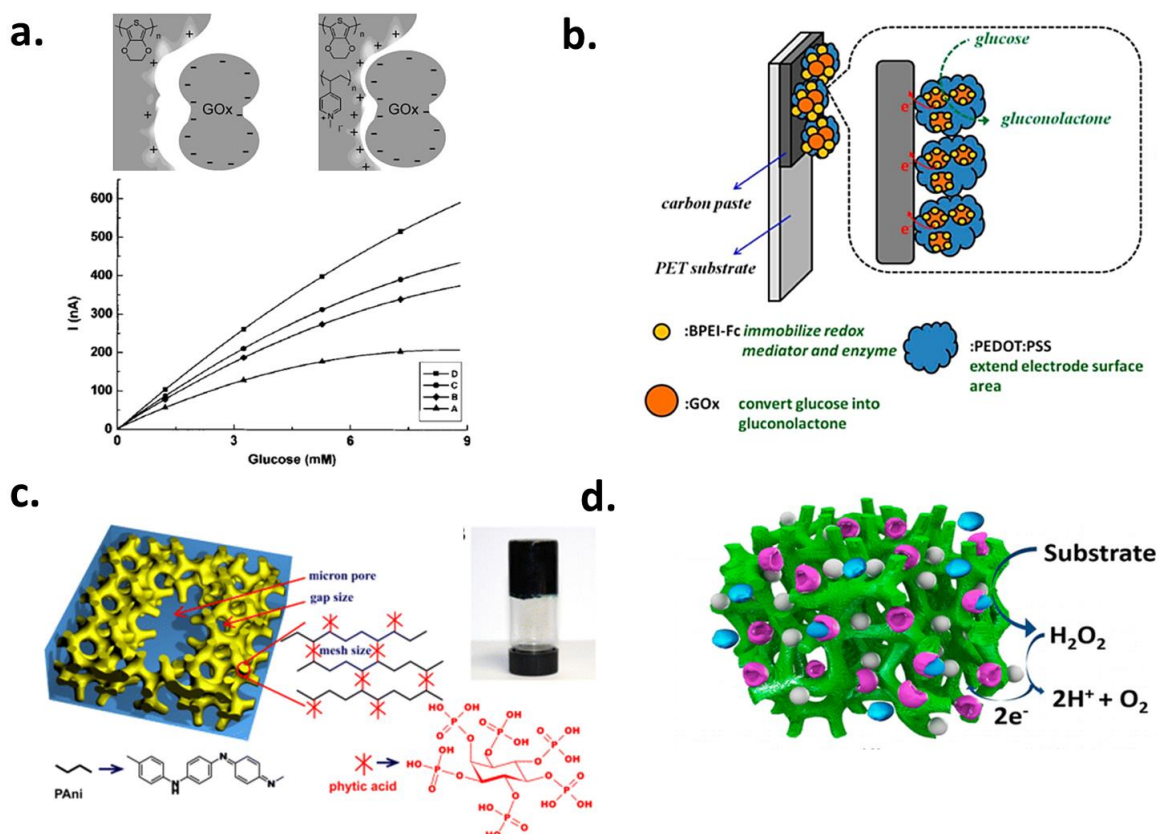 a.
n
O O
+
+
+
+
+
+
GOx
n
O O
n
N
+
I⁻
GOx
I (nA)
600
500
400
300
200
100
0
0 3 6 9
Glucose (mM)
D
C
B
A
b.
glucose
gluconolactone
e⁻
e⁻
e⁻
carbon paste
PET substrate
:BPEI-Fc immobilize redox
mediator and enzyme
:PEDOT:PSS
extend electrode surface
area
:GOx convert glucose into
gluconolactone
c.
micron pore
gap size
mesh size
PAni
N
H
N
N
phytic acid
HO OH
P
O
O
d.
Substrate
H₂O₂
2H⁺ + O₂
2e⁻